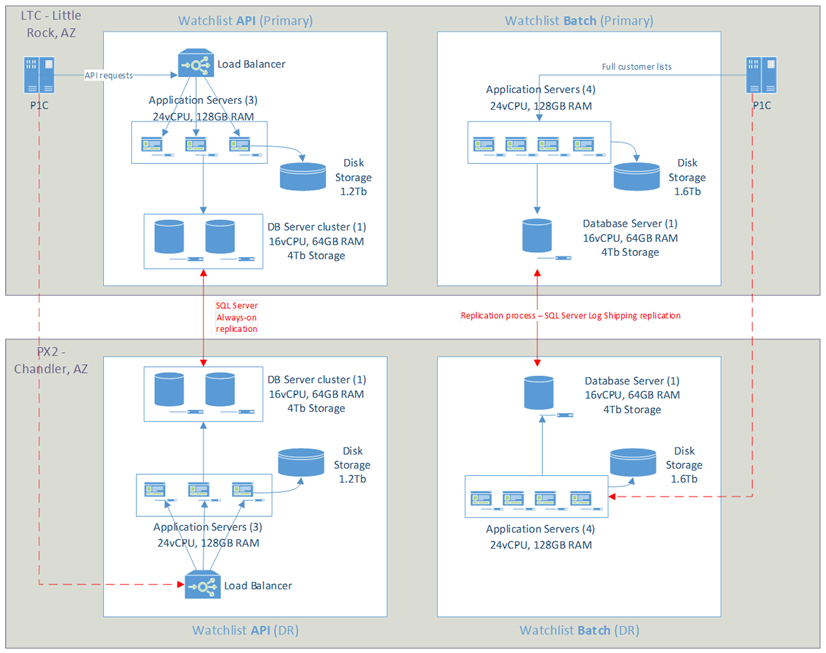 LTC - Little
Rock, AZ
Watchlist API (Primary)
Watchlist Batch (Primary)
Load Balancer
API requests
Full customer lists
P1C
P1C
Application Servers (3)
24vCPU, 128GB RAM
Application Servers (4)
24vCPU, 128GB RAM
Disk
Storage
1.2Tb
Disk
Storage
1.6Tb
DB Server cluster (1)
16vCPU, 64GB RAM
4Tb Storage
Database Server (1)
16vCPU, 64GB RAM
4Tb Storage
SQL Server
Always-on
replication
Replication process – SQL Server Log Shipping replication
PX2 -
Chandler, AZ
DB Server cluster (1)
16vCPU, 64GB RAM
4Tb Storage
Database Server (1)
16vCPU, 64GB RAM
4Tb Storage
Disk
Storage
1.2Tb
Disk
Storage
1.6Tb
Application Servers (3)
24vCPU, 128GB RAM
Application Servers (4)
24vCPU, 128GB RAM
Load Balancer
Watchlist API (DR)
Watchlist Batch (DR)